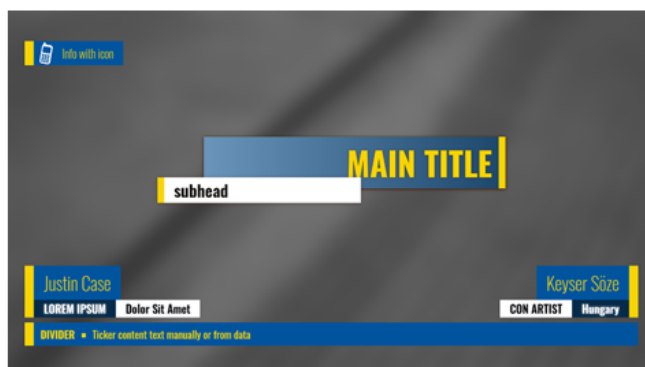 Info with icon
MAIN TITLE
subhead
Justin Case
LOREM IPSUM Dolor Sit Amet
Keyser Söze
CON ARTIST Hungary
DIVIDER ▪ Ticker content text manually or from data